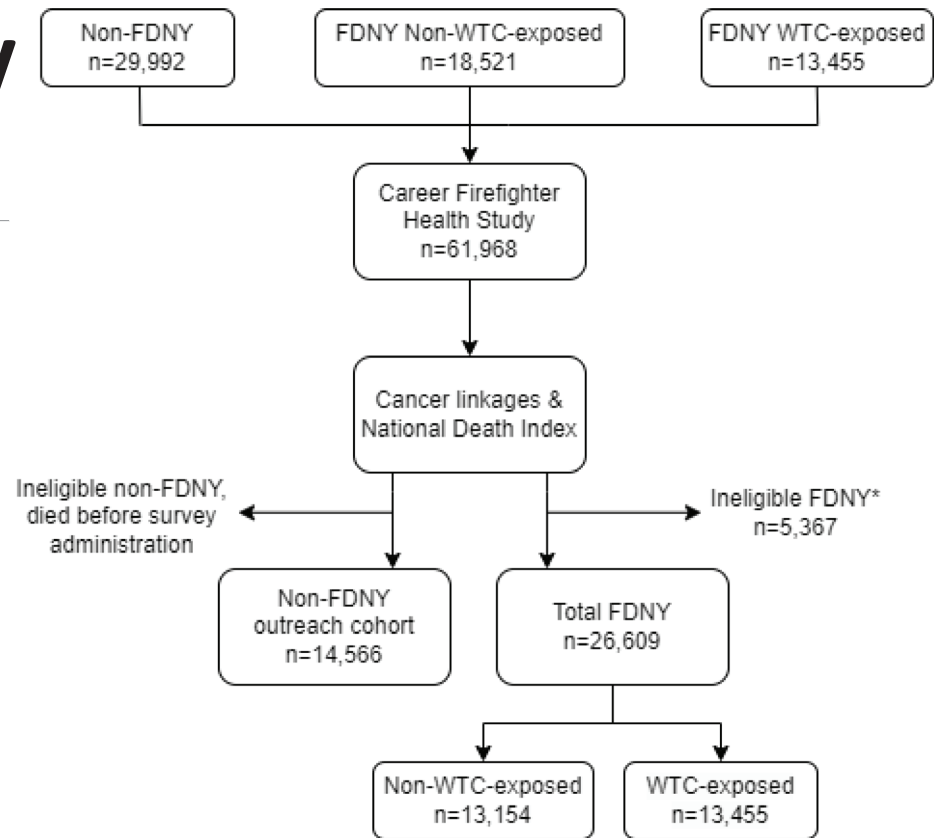 Non-FDNY
n=29,992
FDNY Non-WTC-exposed
n=18,521
FDNY WTC-exposed
n=13,455
Career Firefighter
Health Study
n=61,968
Cancer linkages &
National Death Index
Ineligible non-FDNY,
died before survey
administration
Ineligible FDNY*
n=5,367
Non-FDNY
outreach cohort
n=14,566
Total FDNY
n=26,609
Non-WTC-exposed
n=13,154
WTC-exposed
n=13,455